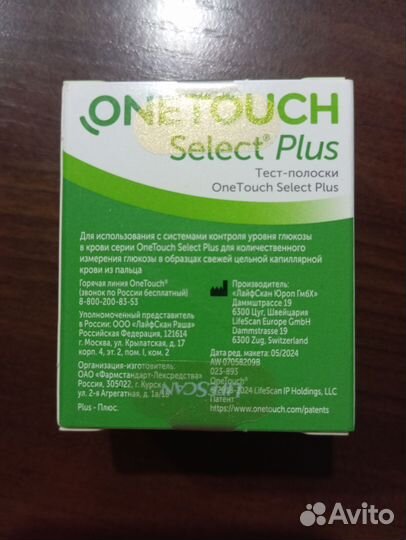 ONETOUCH
Select® Plus
Тест-полоски
OneTouch Select Plus
Для использования с системами контроля уровня глюкозы
в крови серии OneTouch Select Plus для количественного
измерения глюкозы в образцах свежей цельной капиллярной
крови из пальца
Горячая линия OneTouch®
(звонок по России бесплатный)
8-800-200-83-53
Уполномоченный представитель
в России: ООО «ЛайфСкан Раша»
Российская Федерация, 121614
г. Москва, ул. Крылатская, д. 17
корп. 4, эт. 2, пом. I, ком. 2
Организация-изготовитель:
ОАО «Фармстандарт-Лексредства»
Россия, 305022, г. Курск
ул. 2-я Агрегатная, д. 1а/18
Plus - Плюс.
Производитель:
«ЛайфСкан Юроп ГмбХ»
Даммштрассе 19
6300 Цуг, Швейцария
LifeScan Europe GmbH
Dammstrasse 19
6300 Zug, Switzerland
Дата ред. макета: 05/2024
AW 07058209B
023-893
OneTouch®
2024 LifeScan IP Holdings, LLC
Патент
https://www.onetouch.com/patents
LIFESCAN
Avito